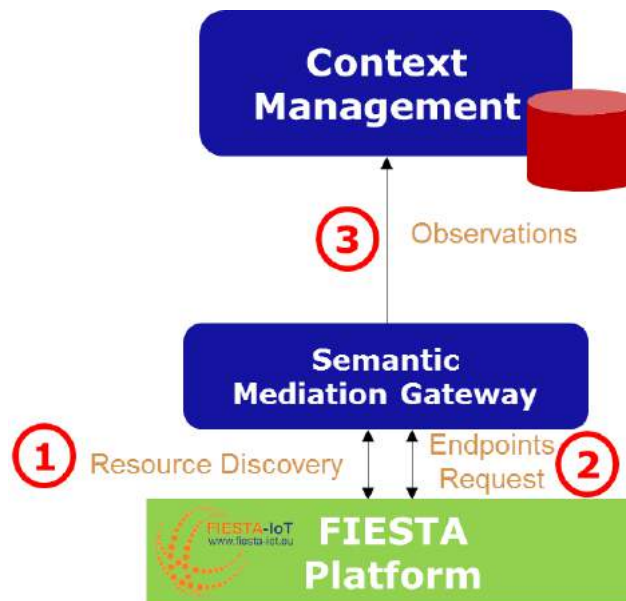 Context
Management
3
Observations
Semantic
Mediation Gateway
1
Resource Discovery
Endpoints
Request
2
FIESTA-IoT
www.fiesta-iot.eu
FIESTA
Platform